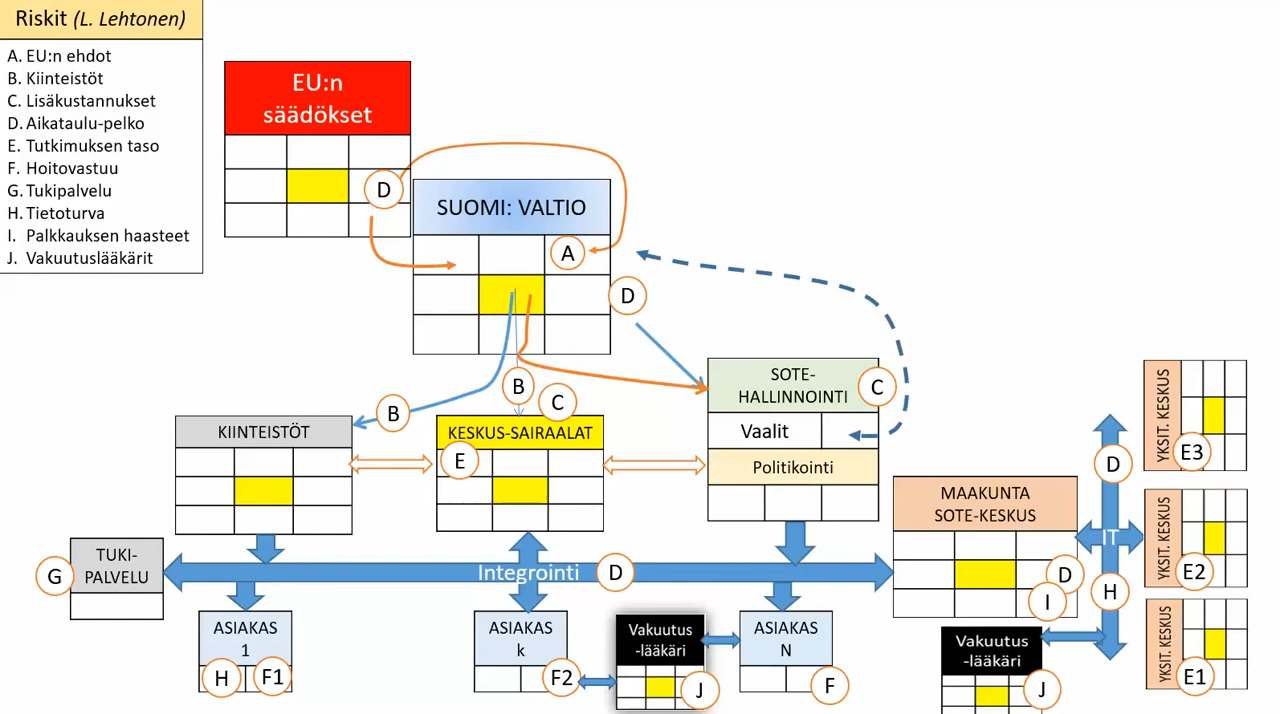 Riskit (L. Lehtonen)
A. EU:n ehdot
B. Kiinteistöt
C. Lisäkustannukset
D. Aikataulu-pelko
E. Tutkimuksen taso
F. Hoitovastuu
G. Tukipalvelu
H. Tietoturva
I. Palkkauksen haasteet
J. Vakuutuslääkärit
EU:n
säädökset
D
SUOMI: VALTIO
A
D
B
B
C
SOTE-
HALLINNOINTI
C
Vaalit
Politikointi
KIINTEISTÖT
KESKUS-SAIRAALAT
E
MAAKUNTA
SOTE-KESKUS
D
I
D
IT
H
YKSIT. KESKUS
E3
YKSIT. KESKUS
E2
YKSIT. KESKUS
E1
G
TUKI-
PALVELU
Integrointi
D
ASIAKAS
1
H
F1
ASIAKAS
k
F2
Vakuutus
-lääkäri
J
ASIAKAS
N
F
Vakuutus
-lääkäri
J